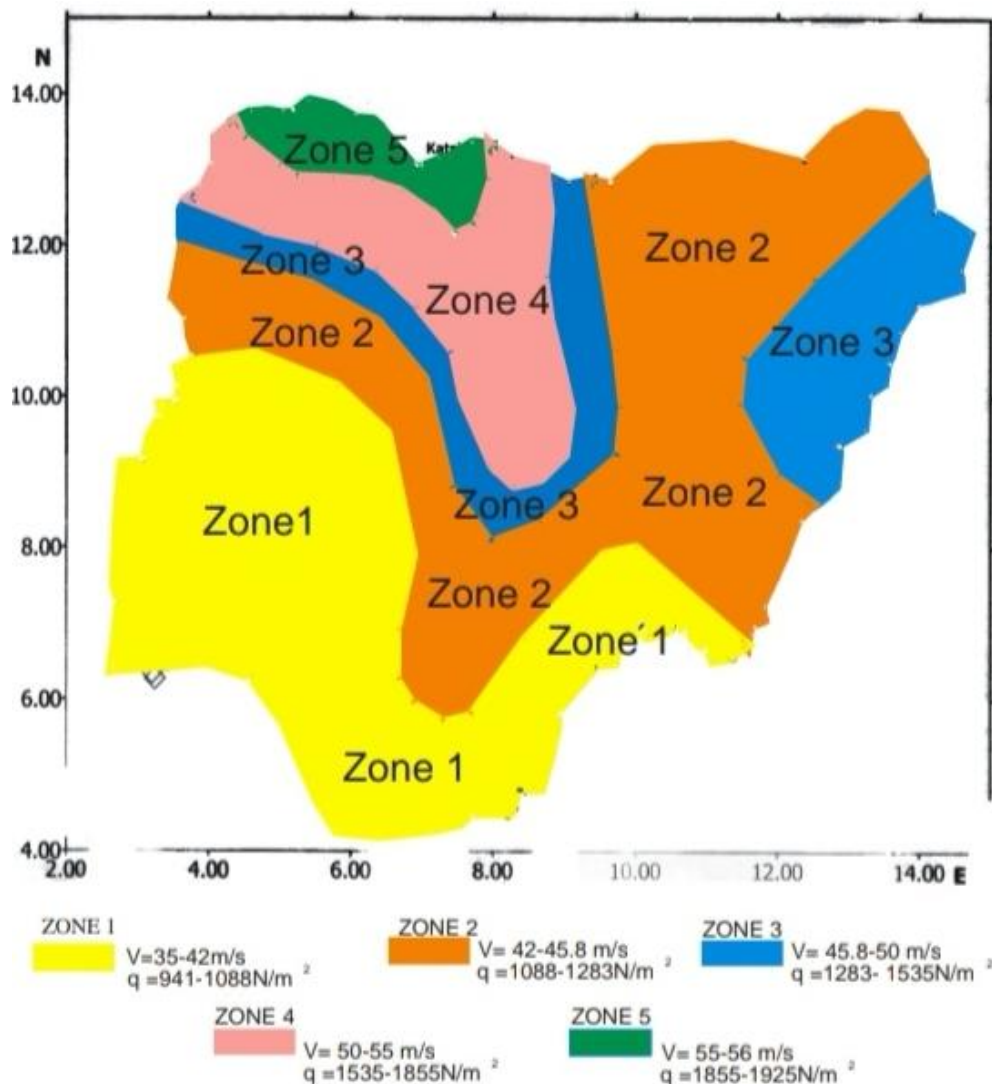 N
14.00
Zone 5
Kats
Zone 2
12.00
Zone 3
Zone 4
Zone 2
Zone 3
10.00
Zone 2
Zone1
Zone 3
8.00
Zone 2
Zone´ 1
6.00
Zone 1
4.00
2.00 4.00 6.00 8.00 10.00 12.00 14.00 E
ZONE 1
V=35-42m/s
q =941-1088N/m ²
ZONE 2
V= 42-45.8 m/s
q =1088-1283N/m ²
ZONE 3
V= 45.8-50 m/s
q =1283- 1535N/m ²
ZONE 4
V= 50-55 m/s
q =1535-1855N/m ²
ZONE 5
V= 55-56 m/s
q =1855-1925N/m ²